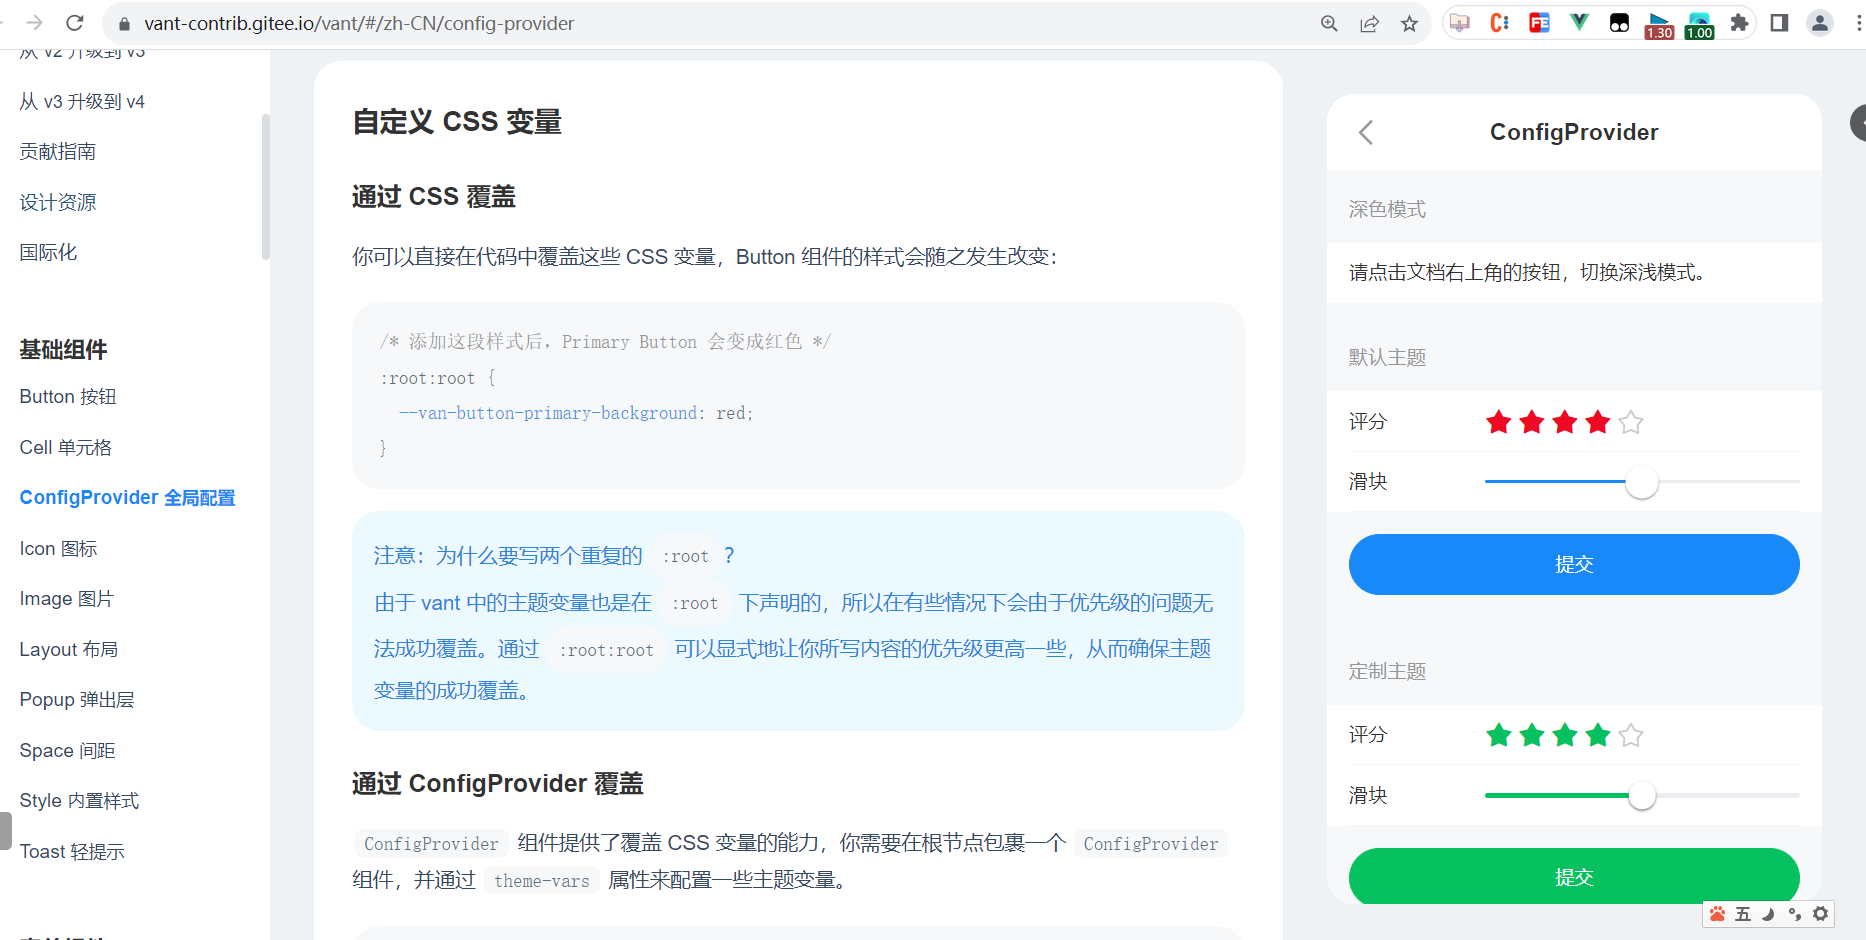 vant-contrib.gitee.io/vant/#/zh-CN/config-provider
1.30
1.00
从 v2 升级到 v3
从 v3 升级到 v4
贡献指南
设计资源
国际化
基础组件
Button 按钮
Cell 单元格
ConfigProvider 全局配置
Icon 图标
Image 图片
Layout 布局
Popup 弹出层
Space 间距
Style 内置样式
Toast 轻提示
自定义 CSS 变量
通过 CSS 覆盖
你可以直接在代码中覆盖这些 CSS 变量，Button 组件的样式会随之发生改变：
/* 添加这段样式后，Primary Button 会变成红色 */
:root:root {
--van-button-primary-background: red;
}
注意：为什么要写两个重复的 :root ？
由于 vant 中的主题变量也是在 :root 下声明的，所以在有些情况下会由于优先级的问题无
法成功覆盖。通过 :root:root 可以显式地让你所写内容的优先级更高一些，从而确保主题
变量的成功覆盖。
通过 ConfigProvider 覆盖
ConfigProvider 组件提供了覆盖 CSS 变量的能力，你需要在根节点包裹一个 ConfigProvider
组件，并通过 theme-vars 属性来配置一些主题变量。
ConfigProvider
深色模式
请点击文档右上角的按钮，切换深浅模式。
默认主题
评分
滑块
提交
定制主题
评分
滑块
提交
五